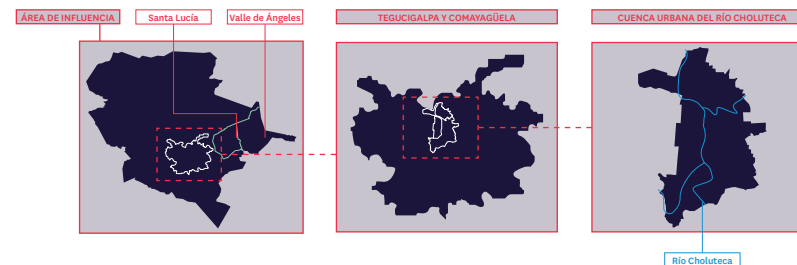 ÁREA DE INFLUENCIA
Santa Lucía
Valle de Ángeles
TEGUCIGALPA Y COMAYAGÜELA
CUENCA URBANA DEL RÍO CHOLUTECA
Río Choluteca